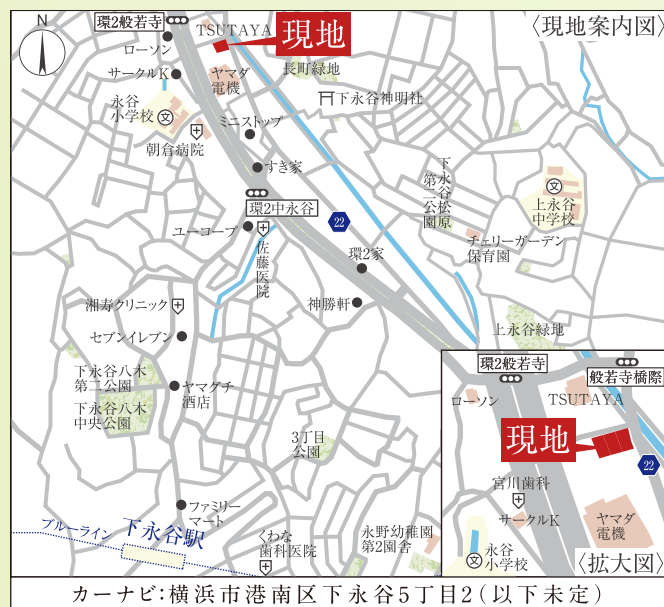 環2般若寺
〈現地案内図〉
N
TSUTAYA
現地
ローソン
サークルK
ヤマダ
電機
長町緑地
永谷
小学校
下永谷神明社
ミニストップ
朝倉病院
すき家
下永谷松原
第一公園
上永谷
中学校
環2中永谷
22
ユーコープ
佐藤医院
環2家
チェリーガーデン
保育園
湘寿クリニック
神勝軒
セブンイレブン
上永谷緑地
下永谷八木
第二公園
ヤマグチ
酒店
下永谷八木
中央公園
3丁目
公園
ファミリー
マート
ブルーライン
下永谷駅
くわな
歯科医院
永野幼稚園
第2園舎
環2般若寺
般若寺橋際
ローソン
TSUTAYA
現地
22
宮川歯科
サークルK
ヤマダ
電機
永谷
小学校
〈拡大図〉
カーナビ:横浜市港南区下永谷5丁目2(以下未定)